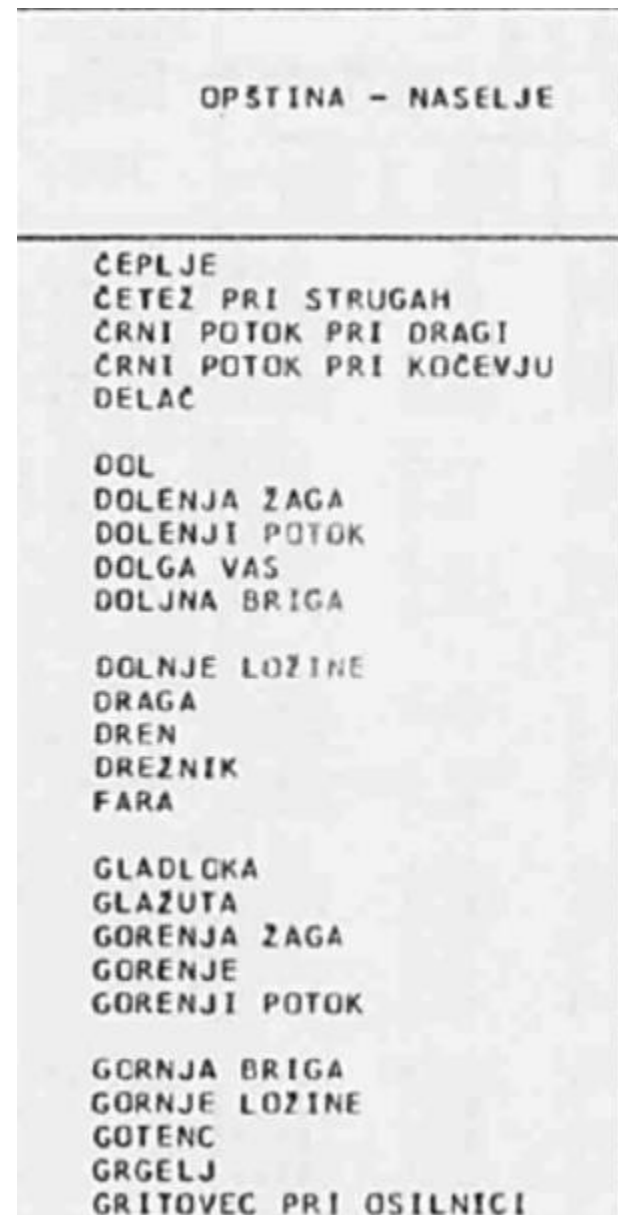 OPŠTINA - NASELJE
ČEPLJE
ČETEŽ PRI STRUGAH
ČRNI POTOK PRI DRAGI
ČRNI POTOK PRI KOČEVJU
DELAČ
DOL
DOLENJA ŽAGA
DOLENJI POTOK
DOLGA VAS
DOLJNA BRIGA
DOLNJE LOŽINE
DRAGA
DREN
DREŽNIK
FARA
GLADLOKA
GLAŽUTA
GORENJA ŽAGA
GORENJE
GORENJI POTOK
GORNJA BRIGA
GORNJE LOŽINE
GOTENC
GRGELJ
GRITOVEC PRI OSILNICI